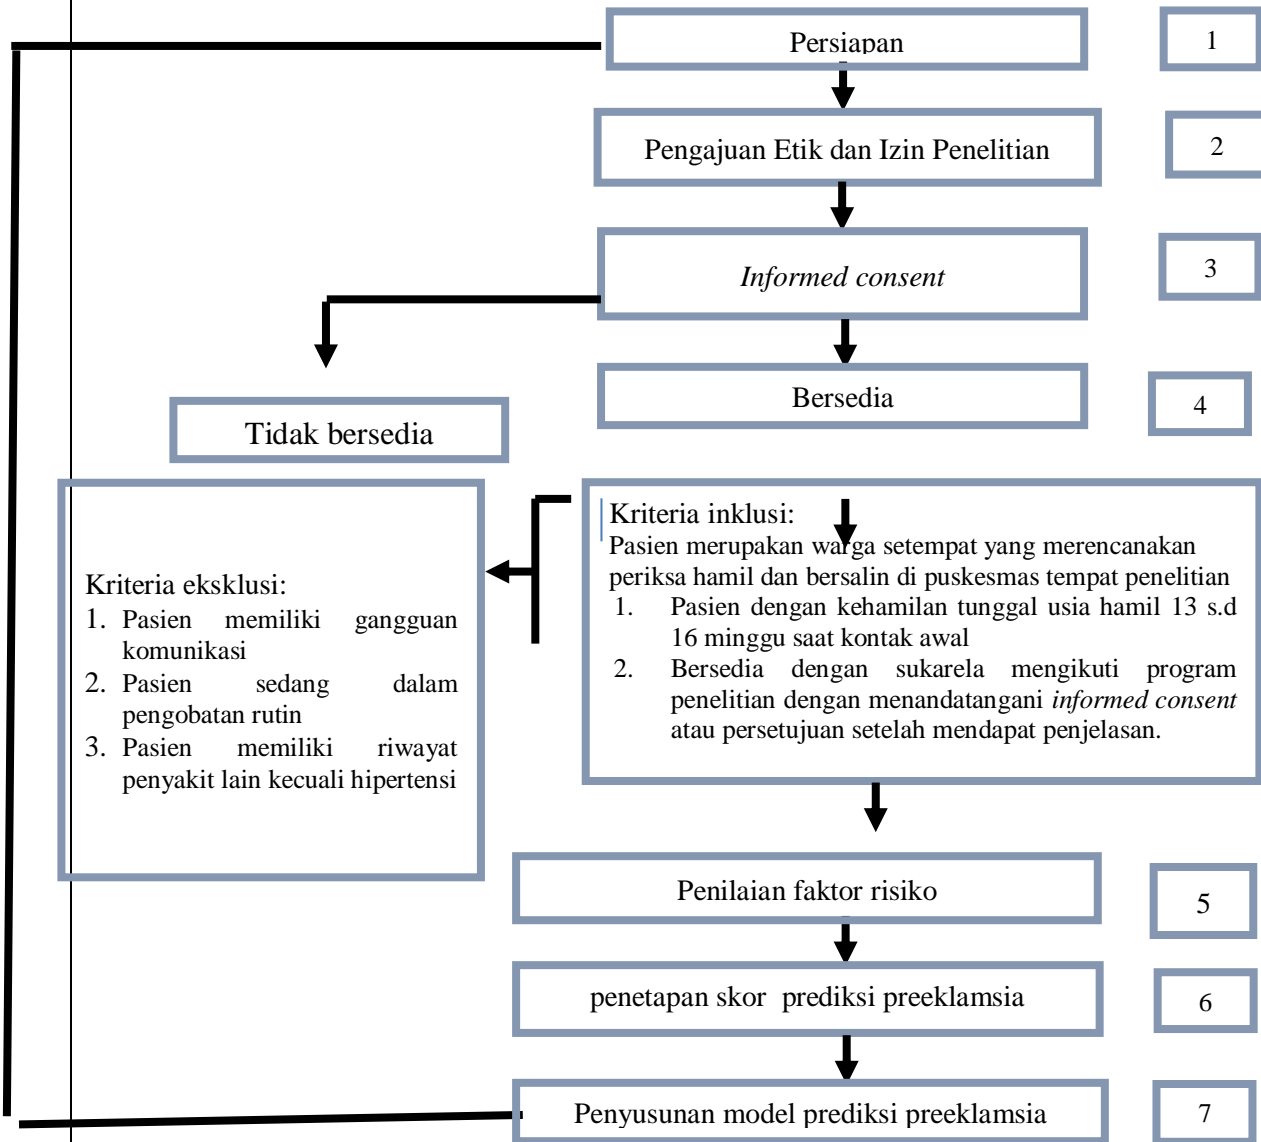 Persiapan
1
Pengajuan Etik dan Izin Penelitian
2
Informed consent
3
Bersedia
4
Tidak bersedia
Kriteria eksklusi:
1. Pasien memiliki gangguan
komunikasi
2. Pasien sedang dalam
pengobatan rutin
3. Pasien memiliki riwayat
penyakit lain kecuali hipertensi
Kriteria inklusi:
Pasien merupakan warga setempat yang merencanakan
periksa hamil dan bersalin di puskesmas tempat penelitian
1. Pasien dengan kehamilan tunggal usia hamil 13 s.d
16 minggu saat kontak awal
2. Bersedia dengan sukarela mengikuti program
penelitian dengan menandatangani informed consent
atau persetujuan setelah mendapat penjelasan.
Penilaian faktor risiko
5
penetapan skor prediksi preeklamsia
6
Penyusunan model prediksi preeklamsia
7